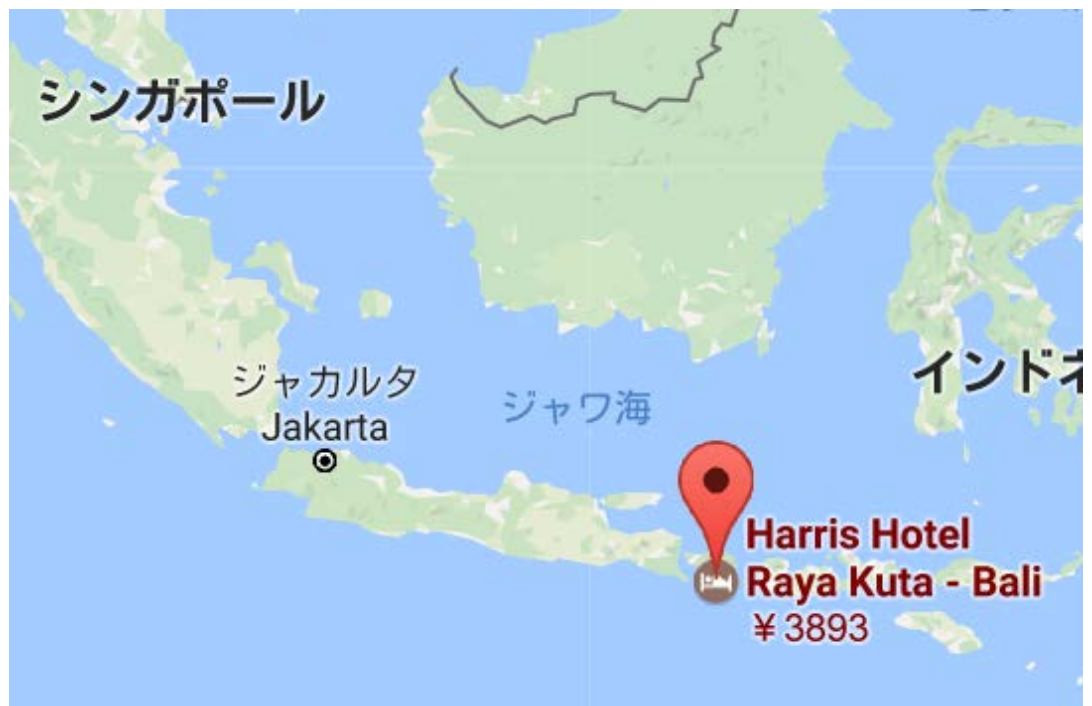 シンガポール
ジャカルタ
Jakarta
ジャワ海
インドネ
Harris Hotel
Raya Kuta - Bali
¥3893